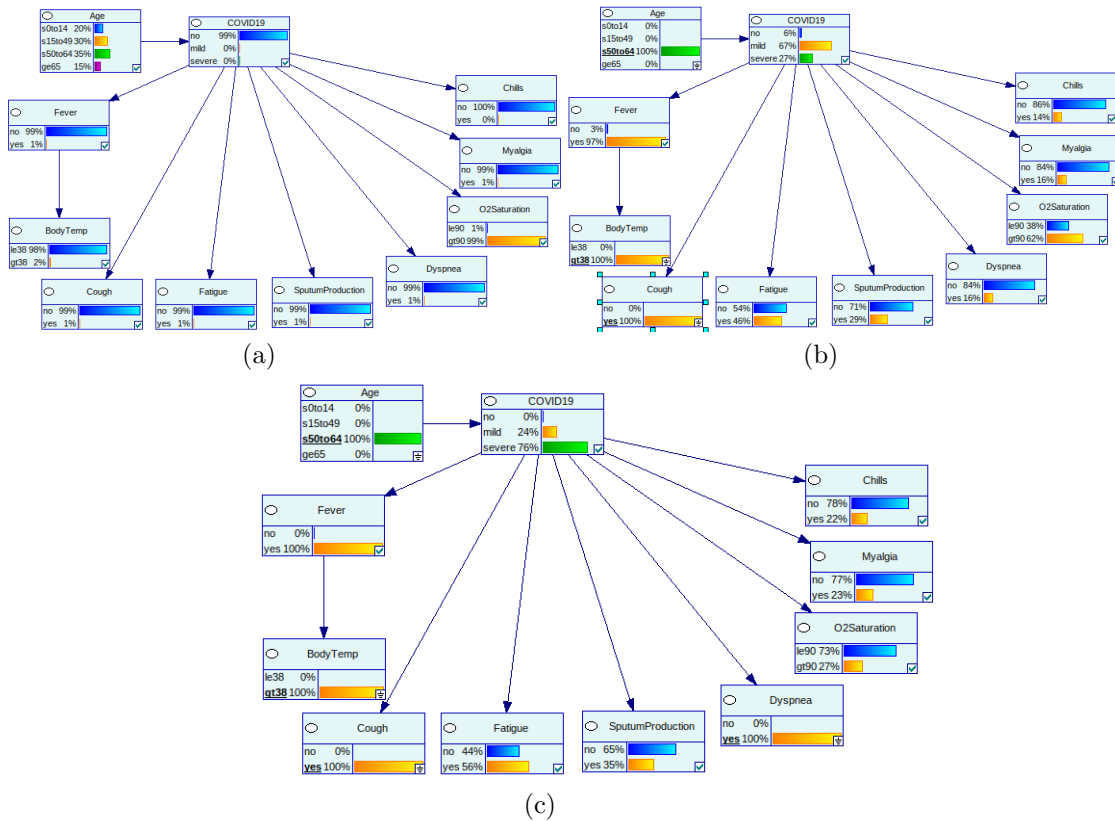 Age
s0to14 20%
s15to49 30%
s50to64 35%
ge65 15%
COVID19
no 99%
mild 0%
severe 0%
Chills
no 100%
yes 0%
Fever
no 99%
yes 1%
Myalgia
no 99%
yes 1%
O2Saturation
le90 1%
gt90 99%
BodyTemp
le38 98%
gt38 2%
Dyspnea
no 99%
yes 1%
Cough
no 99%
yes 1%
Fatigue
no 99%
yes 1%
SputumProduction
no 99%
yes 1%
(a)
Age
s0to14 0%
s15to49 0%
s50to64 100%
ge65 0%
COVID19
no 6%
mild 67%
severe 27%
Chills
no 86%
yes 14%
Fever
no 3%
yes 97%
Myalgia
no 84%
yes 16%
O2Saturation
le90 38%
gt90 62%
BodyTemp
le38 0%
gt38 100%
Dyspnea
no 84%
yes 16%
Cough
no 0%
yes 100%
Fatigue
no 54%
yes 46%
SputumProduction
no 71%
yes 29%
(b)
Age
s0to14 0%
s15to49 0%
s50to64 100%
ge65 0%
COVID19
no 0%
mild 24%
severe 76%
Chills
no 78%
yes 22%
Fever
no 0%
yes 100%
Myalgia
no 77%
yes 23%
O2Saturation
le90 73%
gt90 27%
BodyTemp
le38 0%
gt38 100%
Dyspnea
no 0%
yes 100%
Cough
no 0%
yes 100%
Fatigue
no 44%
yes 56%
SputumProduction
no 65%
yes 35%
(c)